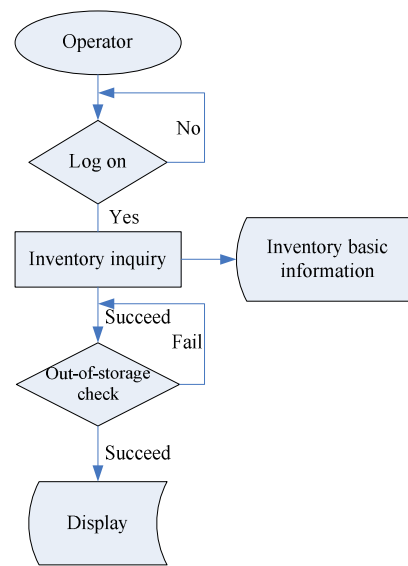 Operator
No
Log on
Yes
Inventory inquiry
Inventory basic
information
Succeed
Fail
Out-of-storage
check
Succeed
Display